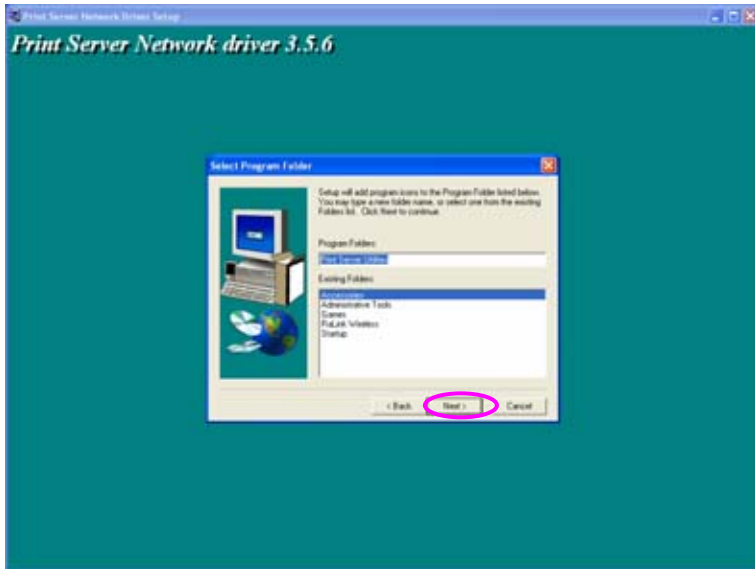 Print Server Network Driver Setup
Print Server Network driver 3.5.6
Select Program Folder
Setup will add program icons to the Program Folder listed below.
You may type a new folder name, or select one from the existing
Folders list. Click Next to continue.
Program Folders:
Print Server Utilities
Existing Folders:
Accessories
Administrative Tools
Games
RaLink Wireless
Startup
< Back
Next >
Cancel